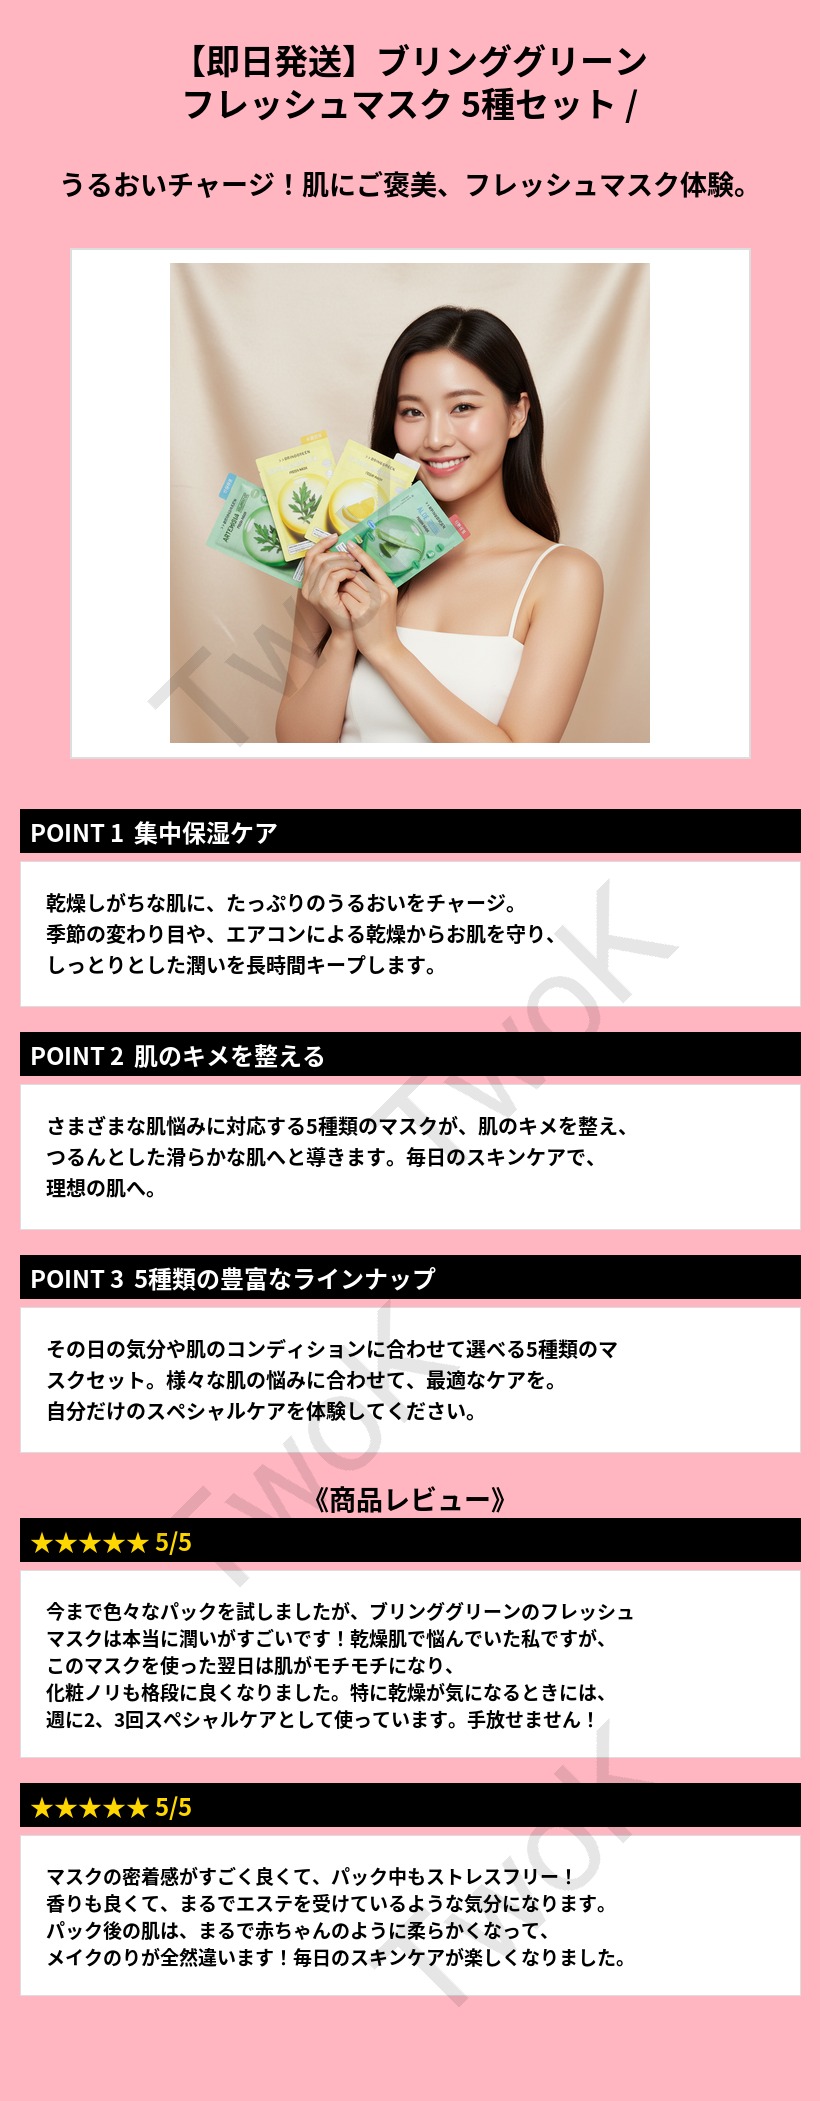 【即日発送】ブリンググリーン
フレッシュマスク 5種セット /
うるおいチャージ！肌にご褒美、フレッシュマスク体験。
BRINGGREEN
BRINGGREEN
ARTEMISIA
TwoK
POINT 1 集中保湿ケア
乾燥しがちな肌に、たっぷりのうるおいをチャージ。
季節の変わり目や、エアコンによる乾燥からお肌を守り、
しっとりとした潤いを長時間キープします。
TwoK
POINT 2 肌のキメを整える
さまざまな肌悩みに対応する5種類のマスクが、肌のキメを整え、
つるんとした滑らかな肌へと導きます。毎日のスキンケアで、
理想の肌へ。
POINT 3 5種類の豊富なラインナップ
その日の気分や肌のコンディションに合わせて選べる5種類のマ
スクセット。様々な肌の悩みに合わせて、最適なケアを。
自分だけのスペシャルケアを体験してください。
TwoK
《商品レビュー》
★★★★★ 5/5
今まで色々なパックを試しましたが、ブリンググリーンのフレッシュ
マスクは本当に潤いがすごいです！乾燥肌で悩んでいた私ですが、
このマスクを使った翌日は肌がモチモチになり、
化粧ノリも格段に良くなりました。特に乾燥が気になるときには、
週に2、3回スペシャルケアとして使っています。手放せません！
★★★★★ 5/5
マスクの密着感がすごく良くて、パック中もストレスフリー！
香りも良くて、まるでエステを受けているような気分になります。
パック後の肌は、まるで赤ちゃんのように柔らかくなって、
メイクのりが全然違います！毎日のスキンケアが楽しくなりました。
TwoK